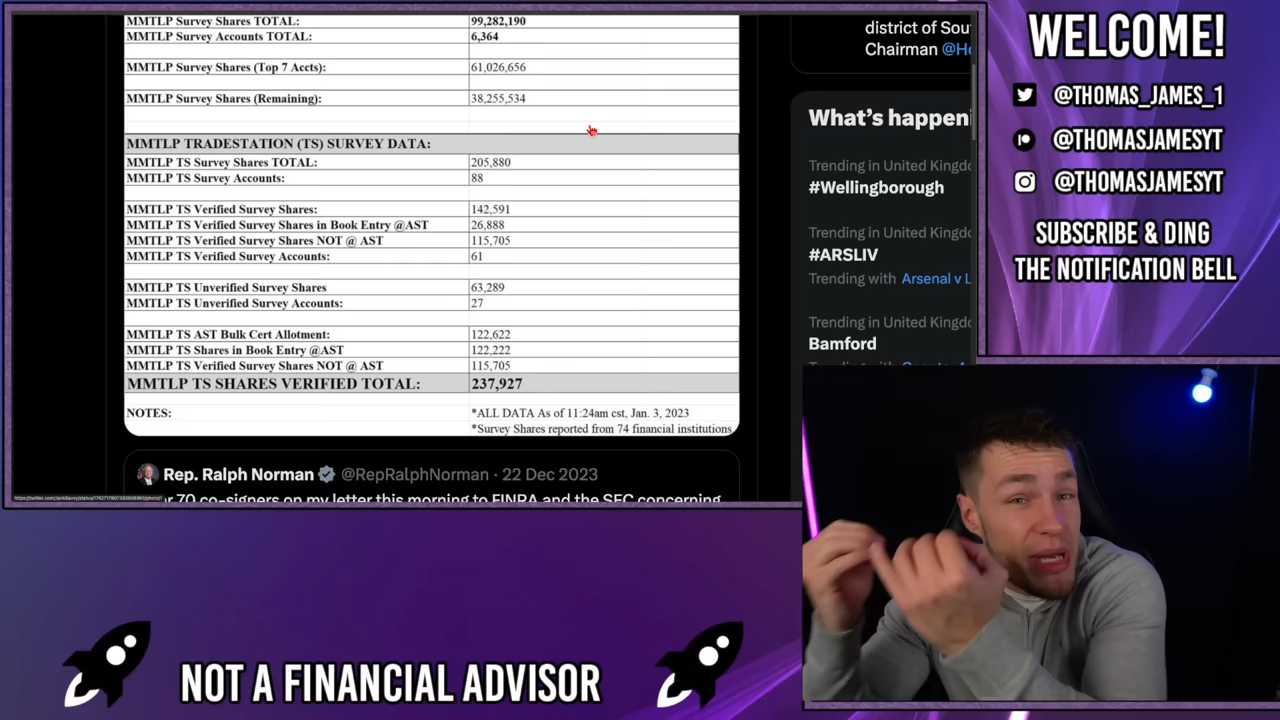 MMTLP Survey Shares TOTAL: 99,282,190
MMTLP Survey Accounts TOTAL: 6,364
MMTLP Survey Shares (Top 7 Accts): 61,026,656
MMTLP Survey Shares (Remaining): 38,255,534
MMTLP TRADESTATION (TS) SURVEY DATA:
MMTLP TS Survey Shares TOTAL: 205,880
MMTLP TS Survey Accounts: 88
MMTLP TS Verified Survey Shares: 142,591
MMTLP TS Verified Survey Shares in Book Entry @AST 26,888
MMTLP TS Verified Survey Shares NOT @ AST 115,705
MMTLP TS Verified Survey Accounts: 61
MMTLP TS Unverified Survey Shares 63,289
MMTLP TS Unverified Survey Accounts: 27
MMTLP TS AST Bulk Cert Allotment: 122,622
MMTLP TS Shares in Book Entry @AST 122,222
MMTLP TS Verified Survey Shares NOT @ AST 115,705
MMTLP TS SHARES VERIFIED TOTAL: 237,927
NOTES: *ALL DATA As of 11:24am cst, Jan. 3, 2023
*Survey Shares reported from 74 financial institutions
Rep. Ralph Norman @RepRalphNorman · 22 Dec 2023
r 70 co-signers on my letter this morning to FINRA and the SEC concerning
district of Sou
Chairman @Ho
What's happeni
Trending in United Kingdo
#Wellingborough
Trending in United Kingdo
#ARSLIV
Trending with Arsenal v L
Trending in United Kingdo
Bamford
WELCOME!
@THOMAS_JAMES_1
@THOMASJAMESYT
@THOMASJAMESYT
SUBSCRIBE & DING
THE NOTIFICATION BELL
NOT A FINANCIAL ADVISOR